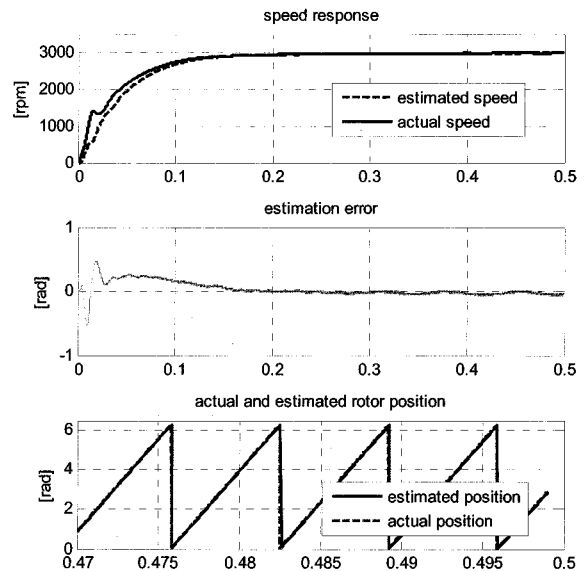 speed response
3000
2000
1000
0
[rpm]
estimated speed
actual speed
0 0.1 0.2 0.3 0.4 0.5
estimation error
1
0
-1
[rad]
0 0.1 0.2 0.3 0.4 0.5
actual and estimated rotor position
6
4
2
0
[rad]
estimated position
actual position
0.47 0.475 0.48 0.485 0.49 0.495 0.5